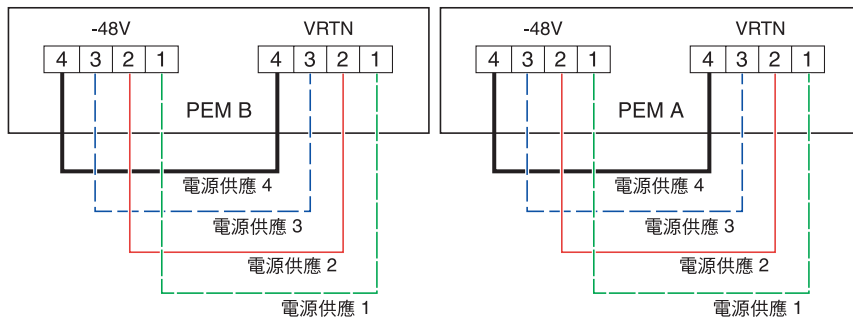 -48V VRTN -48V VRTN
4 3 2 1 4 3 2 1 4 3 2 1 4 3 2 1
PEM B PEM A
電源供應 4 電源供應 4
電源供應 3 電源供應 3
電源供應 2 電源供應 2
電源供應 1 電源供應 1